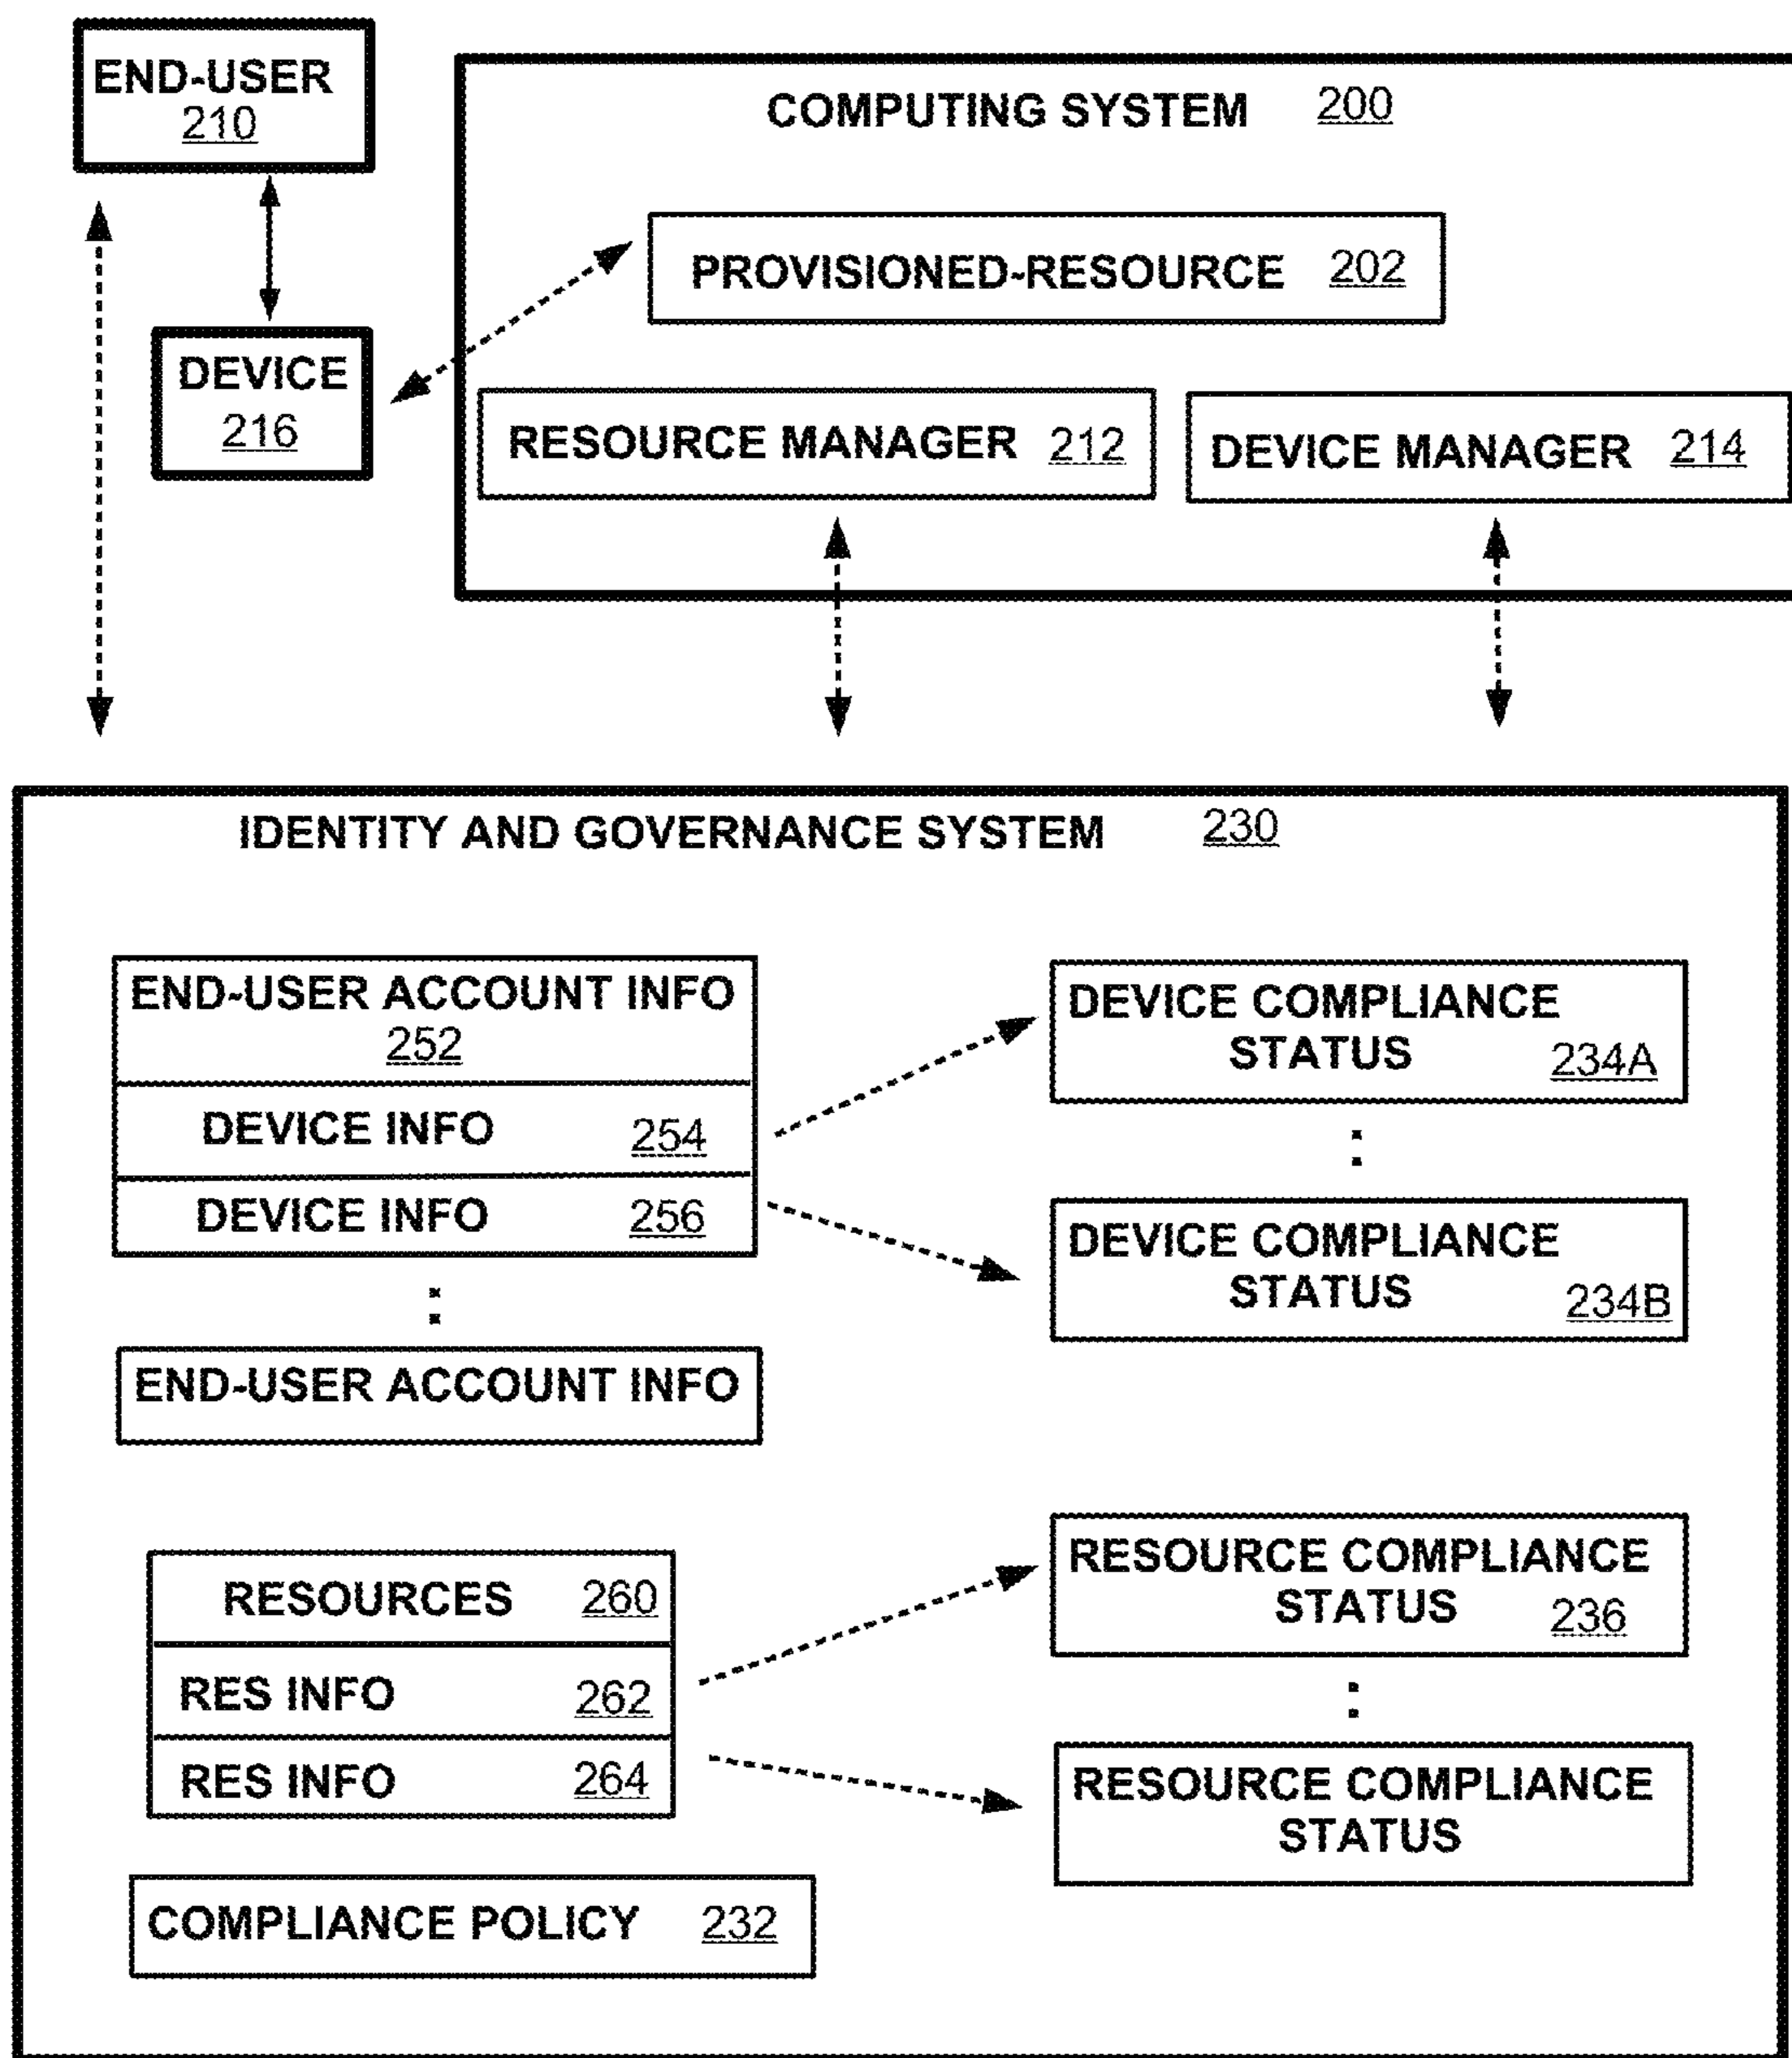 END-USER
210
COMPUTING SYSTEM 200
PROVISIONED-RESOURCE 202
DEVICE
216
RESOURCE MANAGER 212
DEVICE MANAGER 214
IDENTITY AND GOVERNANCE SYSTEM 230
END-USER ACCOUNT INFO
252
DEVICE INFO 254
DEVICE INFO 256
:
END-USER ACCOUNT INFO
DEVICE COMPLIANCE
STATUS 234A
:
DEVICE COMPLIANCE
STATUS 234B
RESOURCES 260
RES INFO 262
RES INFO 264
RESOURCE COMPLIANCE
STATUS 236
:
RESOURCE COMPLIANCE
STATUS
COMPLIANCE POLICY 232